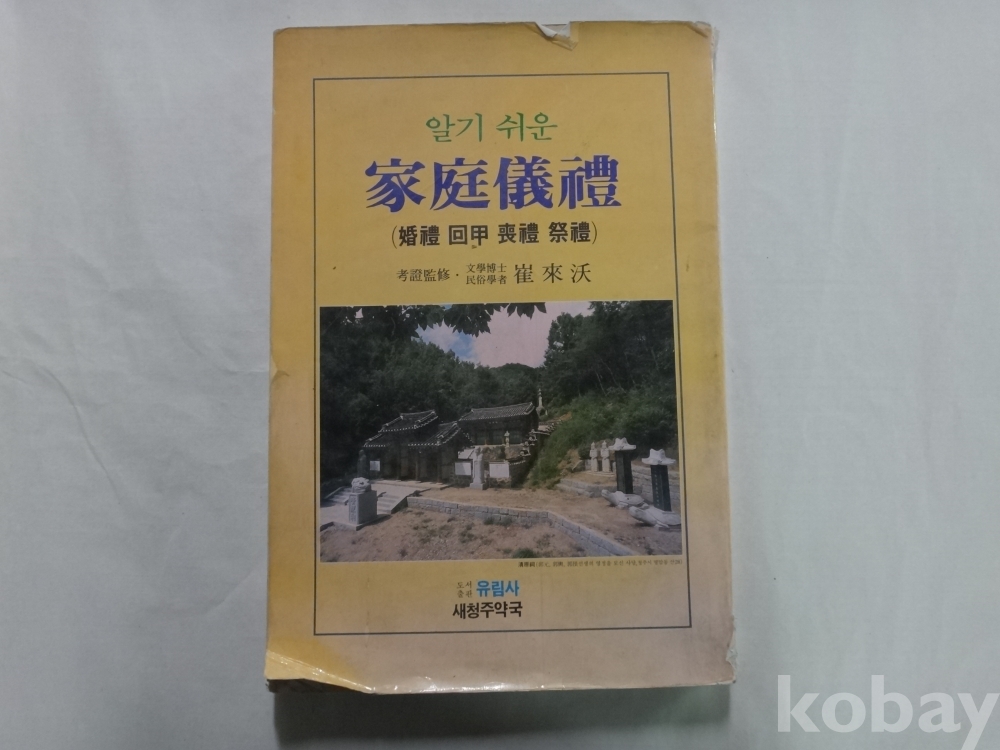 알기 쉬운
家庭儀禮
(婚禮 回甲 喪禮 祭禮)
考證監修 · 文學博士 民俗學者 崔來沃
도서출판 유림사
새청주약국
kobay